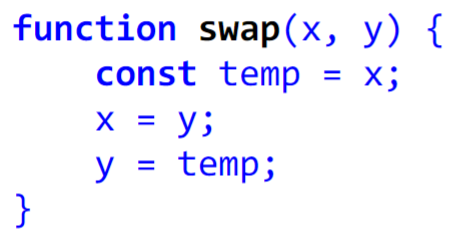 function swap(x, y) {
    const temp = x;
    x = y;
    y = temp;
}